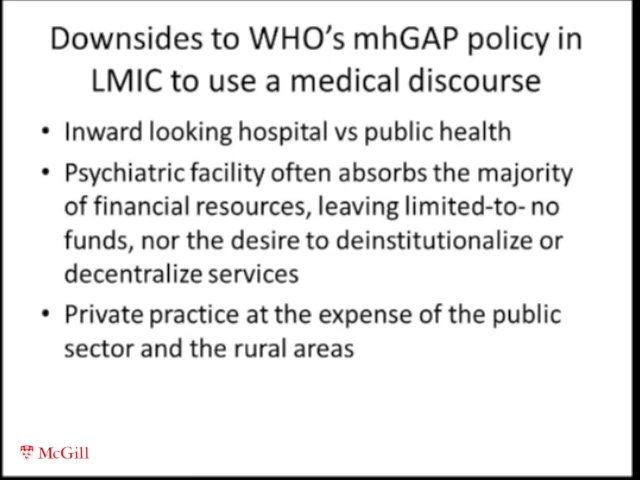 Downsides to WHO's mhGAP policy in
LMIC to use a medical discourse
• Inward looking hospital vs public health
• Psychiatric facility often absorbs the majority
of financial resources, leaving limited-to- no
funds, nor the desire to deinstitutionalize or
decentralize services
• Private practice at the expense of the public
sector and the rural areas
McGill